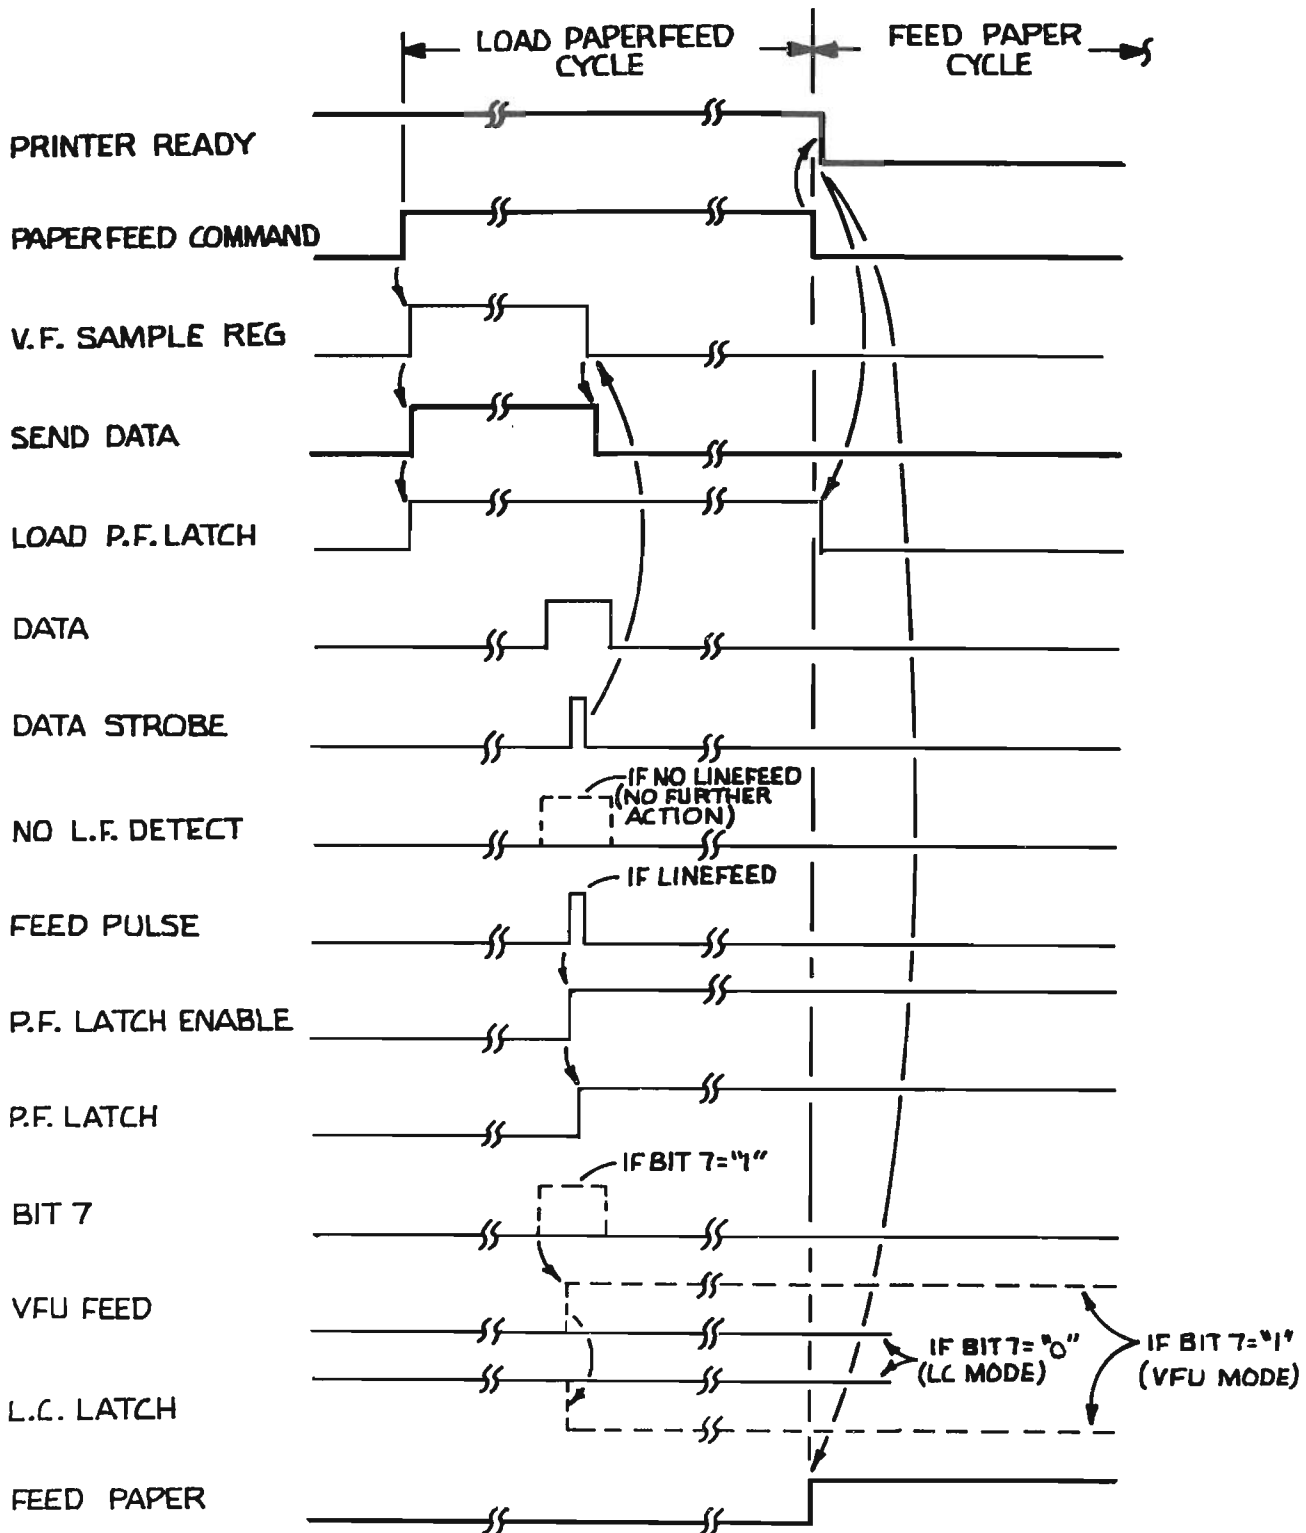 LOAD PAPERFEED
CYCLE
FEED PAPER
CYCLE
PRINTER READY
PAPERFEED COMMAND
V.F. SAMPLE REG
SEND DATA
LOAD P.F. LATCH
DATA
DATA STROBE
IF NO LINEFEED
(NO FURTHER
ACTION)
NO L.F. DETECT
IF LINEFEED
FEED PULSE
P.F. LATCH ENABLE
P.F. LATCH
IF BIT 7="1"
BIT 7
VFU FEED
IF BIT 7="0"
(LC MODE)
IF BIT 7="1"
(VFU MODE)
L.C. LATCH
FEED PAPER